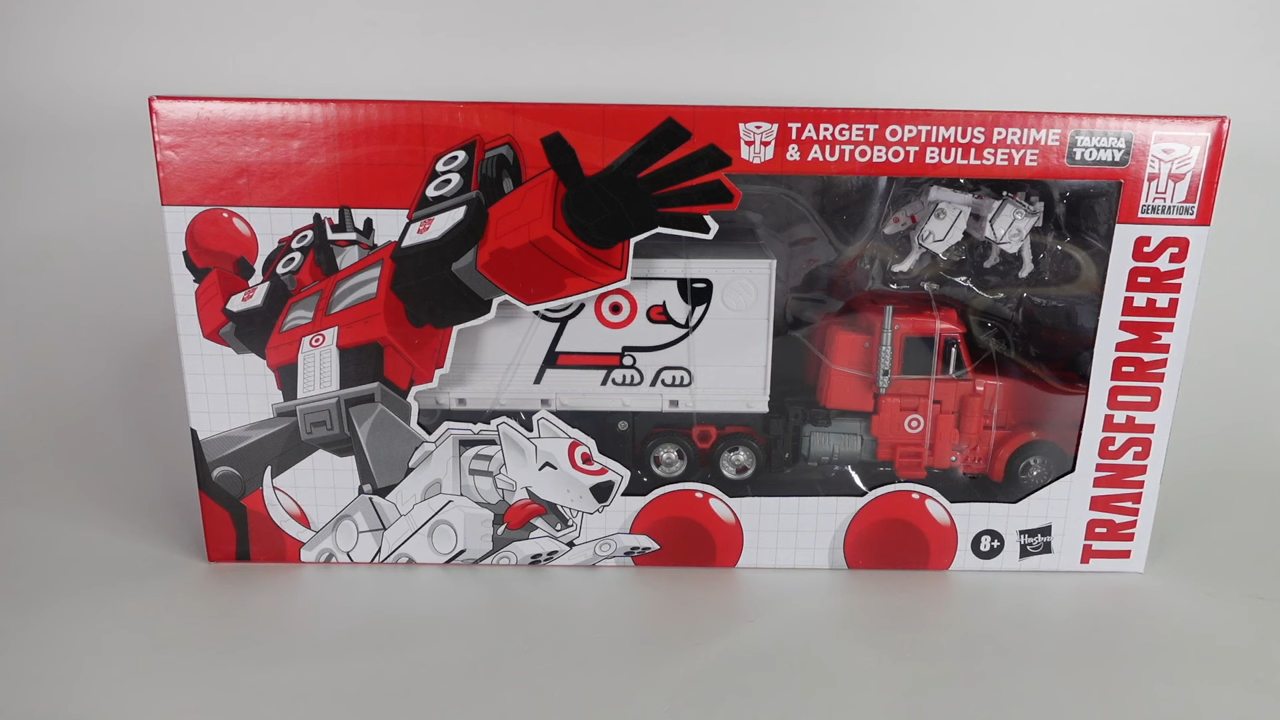 TARGET OPTIMUS PRIME
& AUTOBOT BULLSEYE
TAKARA
TOMY
GENERATIONS
TRANSFORMERS
8+
Hasbro